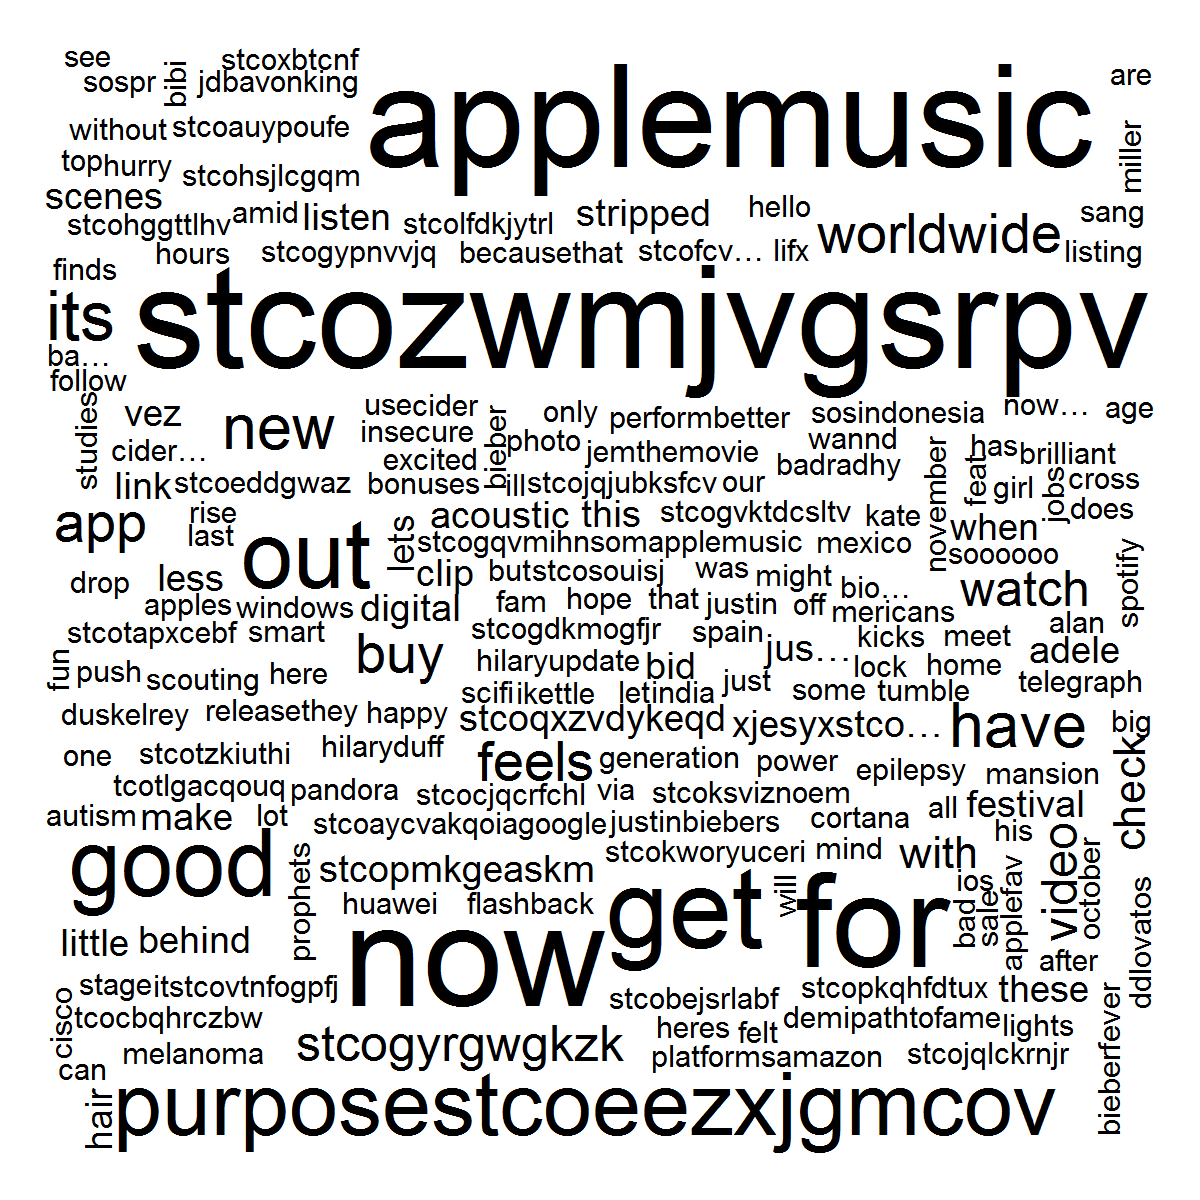 see
stcoxbtcnf
sospr
bibi
jdbavonking
applemusic
are
without
stcoauypoufe
miller
top
hurry
stcohsjlcgqm
scenes
stcohggttlhv
amid
listen
stcolfdkjytrl
stripped
hello
worldwide
sang
hours
stcogypnvvjq
becausethat
stcofcv…
lifx
listing
finds
its
stcozwmjvgsrpv
ba…
follow
studies
vez
new
usecider
bieber
only
performbetter
sosindonesia
now…
age
cider…
insecure
photo
jemthemovie
wannd
november
feat
has
brilliant
excited
badradhy
link
stcoeddgwaz
bonuses
ill
stcojqjubksfcv
our
girl
jobs
cross
app
rise
last
out
lets
acoustic
this
stcogvktdcsltv
kate
when
does
stcogqvmihnsomapplemusic
mexico
soooooo
spotify
drop
less
clip
butstcosouisj
was
might
bio…
watch
apples
windows
digital
fam
hope
that
justin
off
mericans
alan
stcotapxcebf
smart
stcogdkmogfjr
spain
jus…
kicks
meet
adele
fun
push
scouting
here
buy
hilaryupdate
bid
lock
home
telegraph
scifi
ikettle
letindia
just
some
tumble
duskelrey
releasethey
happy
stcoqxzvdykeqd
xjesyxstco…
have
big
one
stcotzkiuthi
hilaryduff
feels
generation
power
epilepsy
mansion
check
tcotlgacqouq
pandora
stcocjqcrfchl
via
stcoksviznoem
all
festival
autism
make
lot
stcoaycvakqoiagoogle
justinbiebers
cortana
his
good
prophets
stcopmkgeaskm
stcokworyuceri
mind
with
video
october
huawei
flashback
get
will
for
ios
bad
sale
applefav
ddlovatos
little
behind
now
after
cisco
stage
itstcovtnfogpfj
stcobejsrlabf
stcopkqhfdtux
these
tcocbqhrczbw
stcogyrgwgkzk
heres
felt
demipathtofame
lights
bieberfever
can
melanoma
platformsamazon
stcojqlckrnjr
hair
purposestcoeezxjgmcov